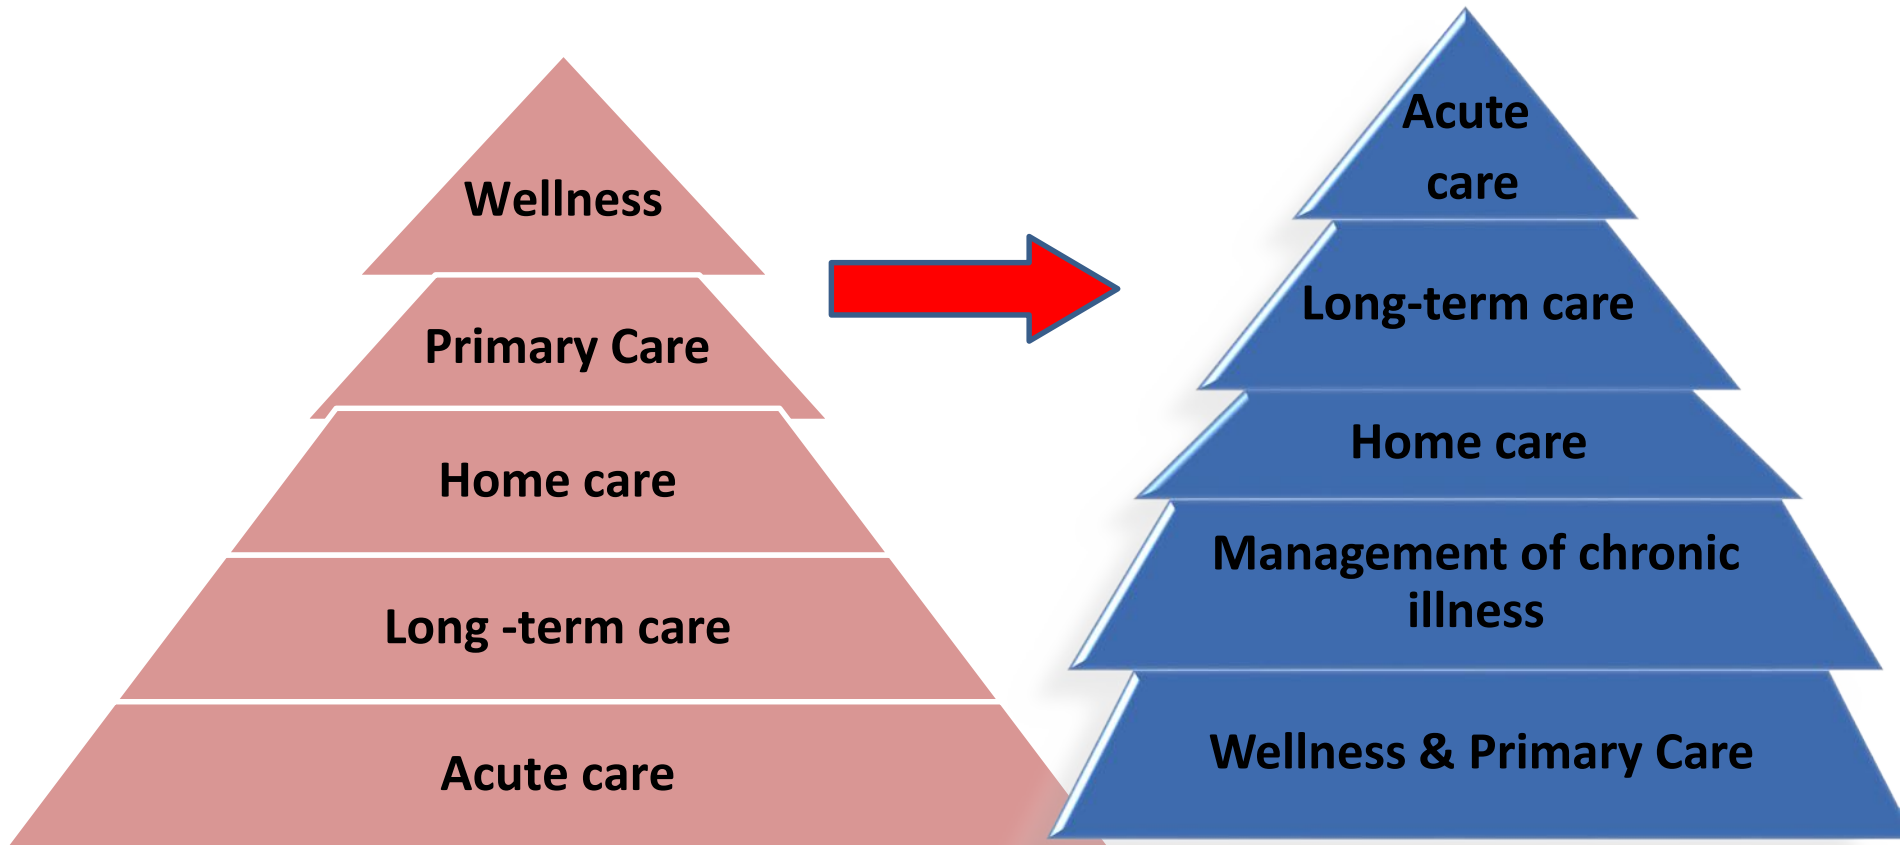 Wellness
Primary Care
Home care
Long -term care
Acute care
Acute
care
Long-term care
Home care
Management of chronic
illness
Wellness & Primary Care